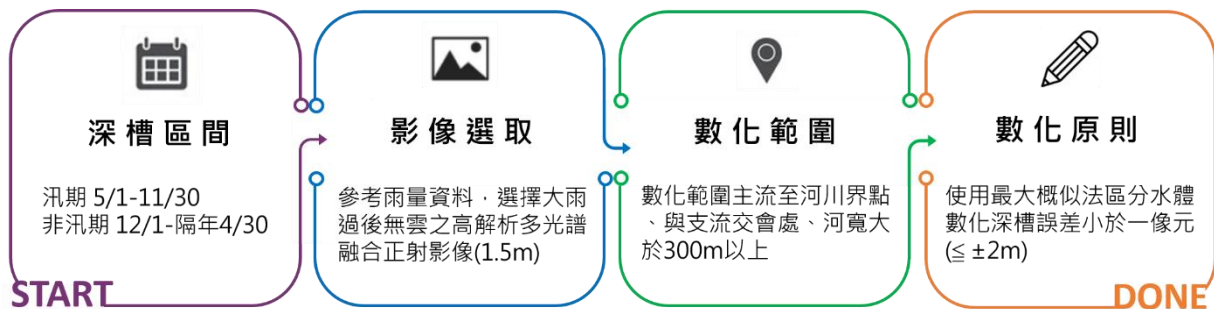 深槽區間
汛期 5/1-11/30
非汛期 12/1-隔年4/30
START
影像選取
參考雨量資料，選擇大雨
過後無雲之高解析多光譜
融合正射影像(1.5m)
數化範圍
數化範圍主流至河川界點
、與支流交會處、河寬大
於300m以上
數化原則
使用最大概似法區分水體
數化深槽誤差小於一像元
(≦ ±2m)
DONE